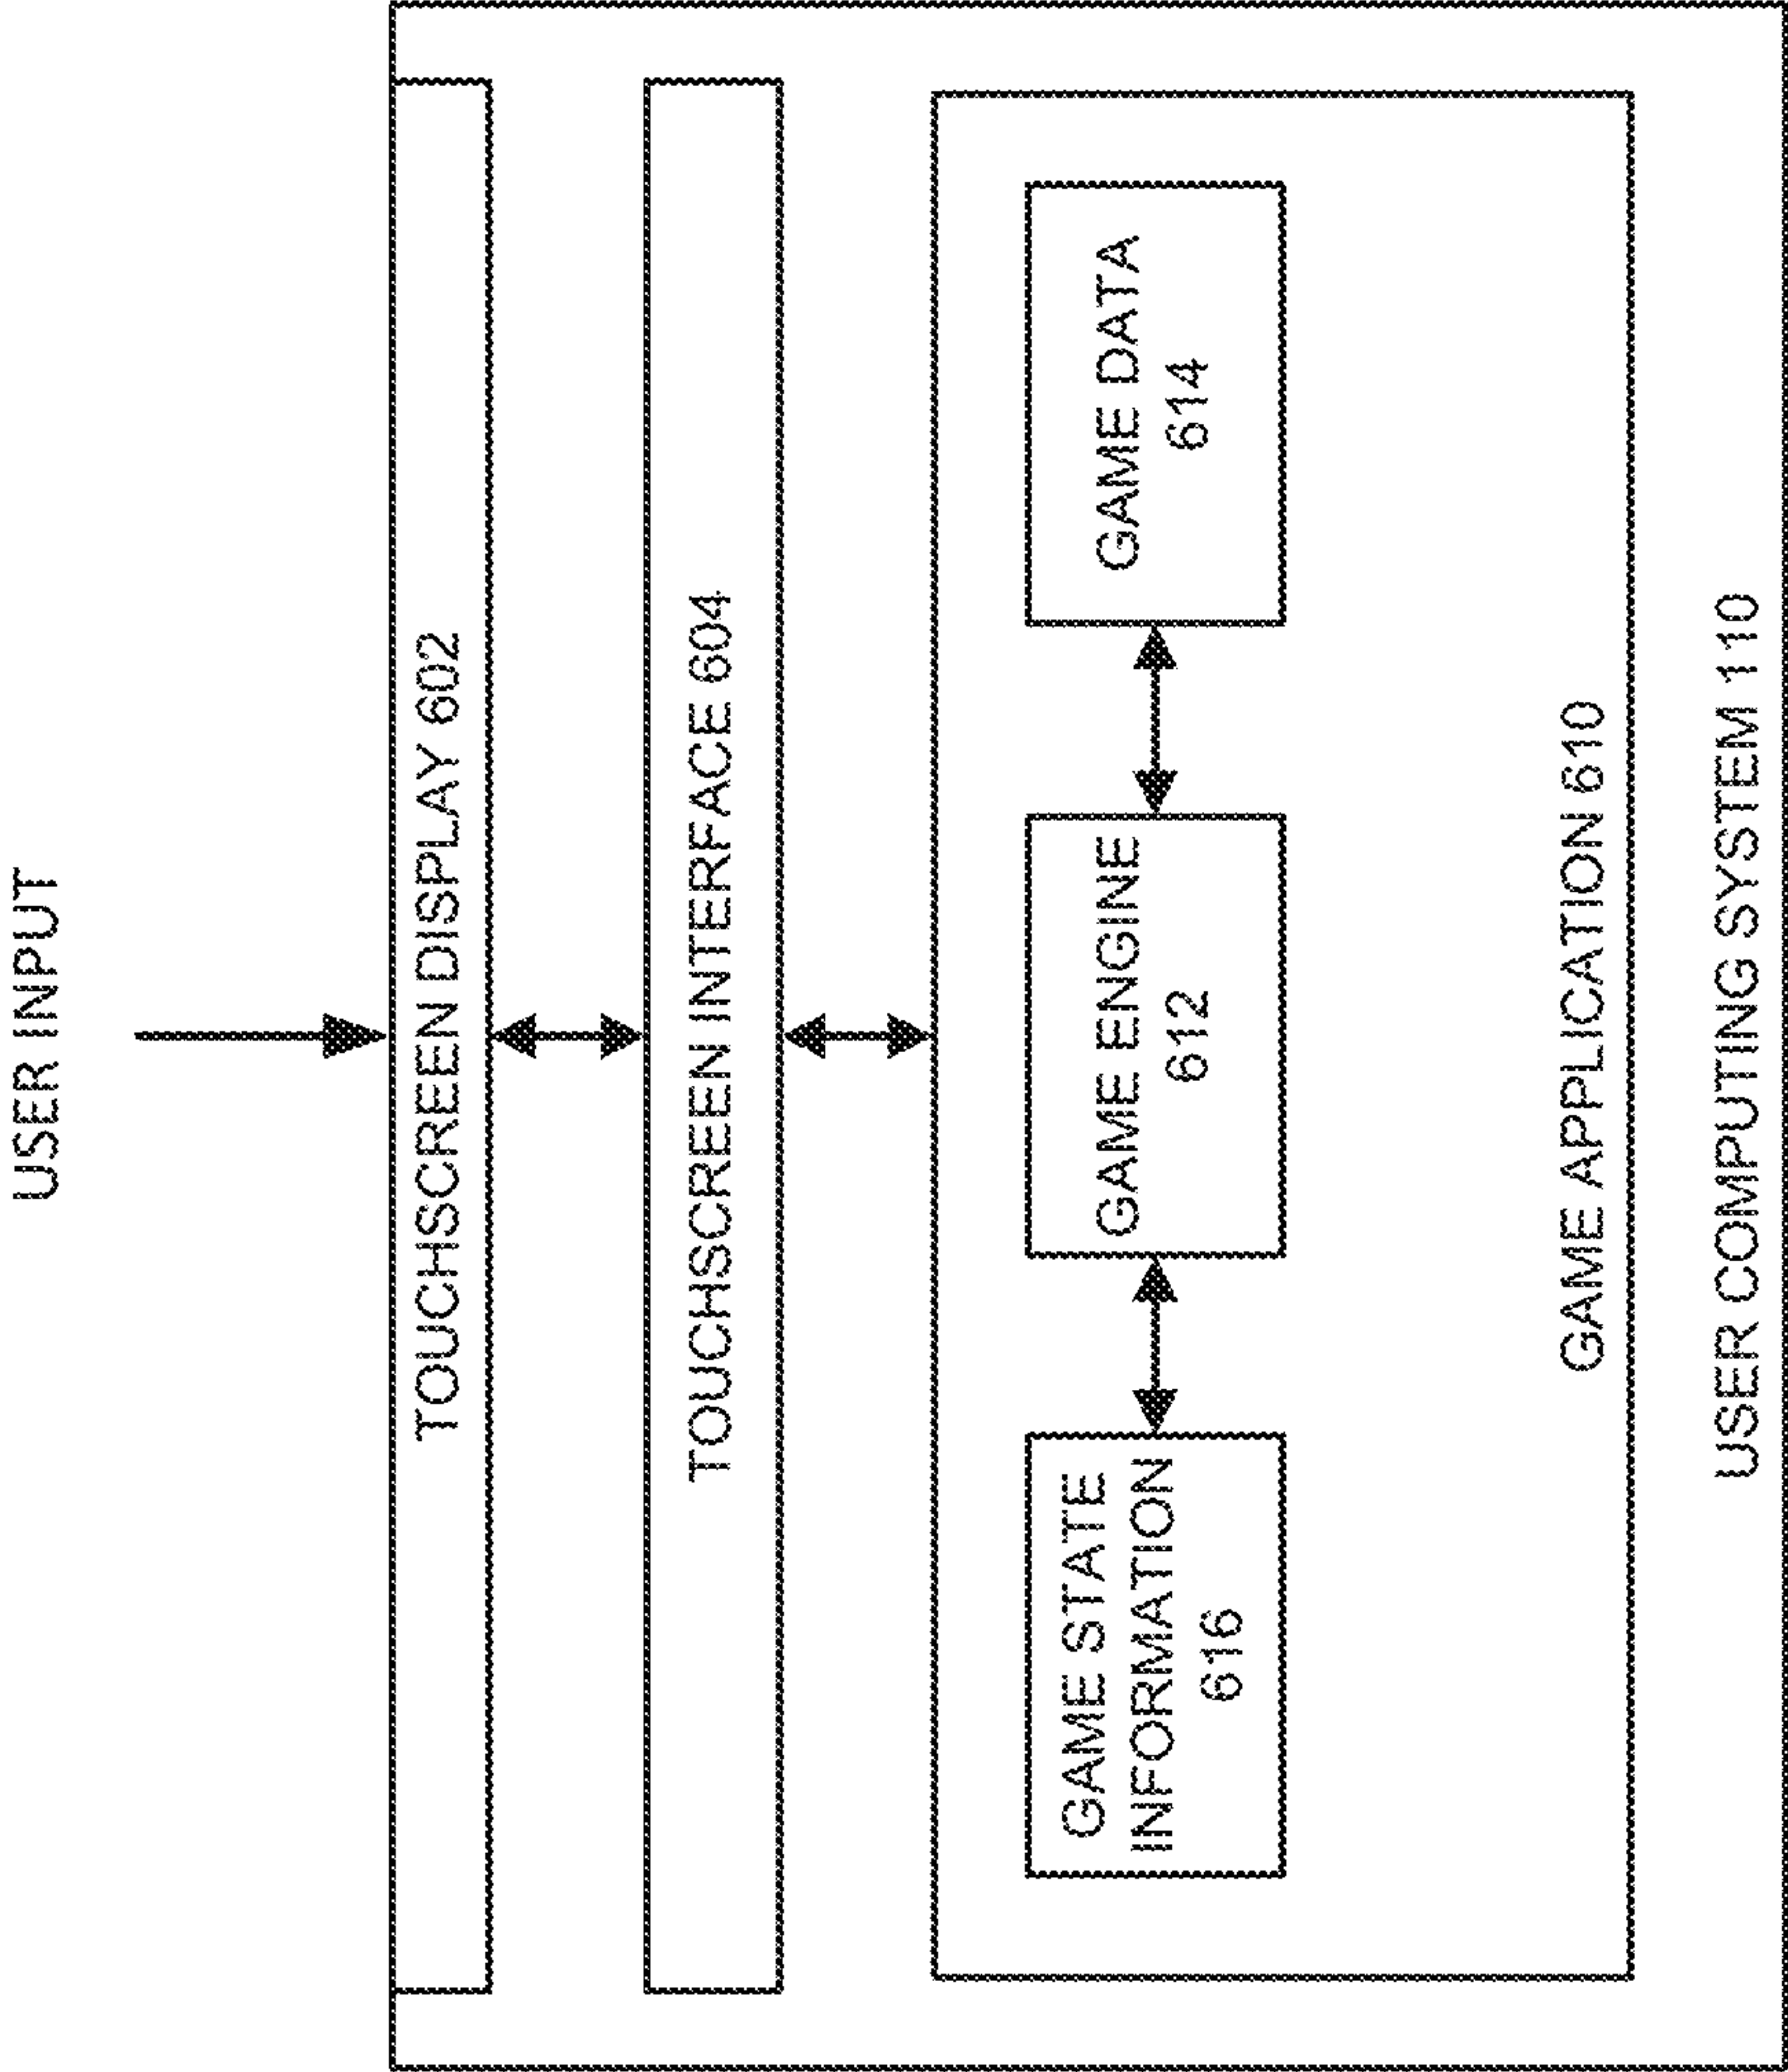 USER INPUT
TOUCHSCREEN DISPLAY 602
TOUCHSCREEN INTERFACE 604
GAME STATE
INFORMATION
616
GAME ENGINE
612
GAME DATA
614
GAME APPLICATION 610
USER COMPUTING SYSTEM 110